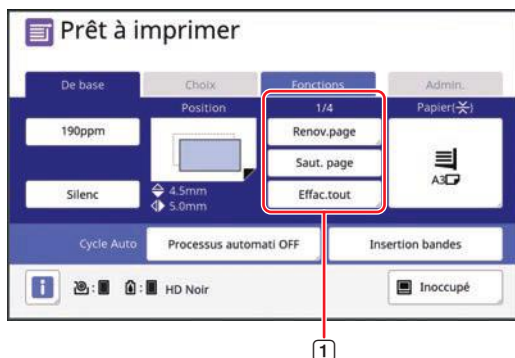 Prêt à imprimer
De base
Choix
Fonctions
Admin.
Position
1/4
Papier(
)
190ppm
Renov.page
Saut. page
A3
Silenc
4.5mm
5.0mm
Effac.tout
Cycle Auto
Processus automati OFF
Insertion bandes
i
:
:
HD Noir
Inoccupé
1